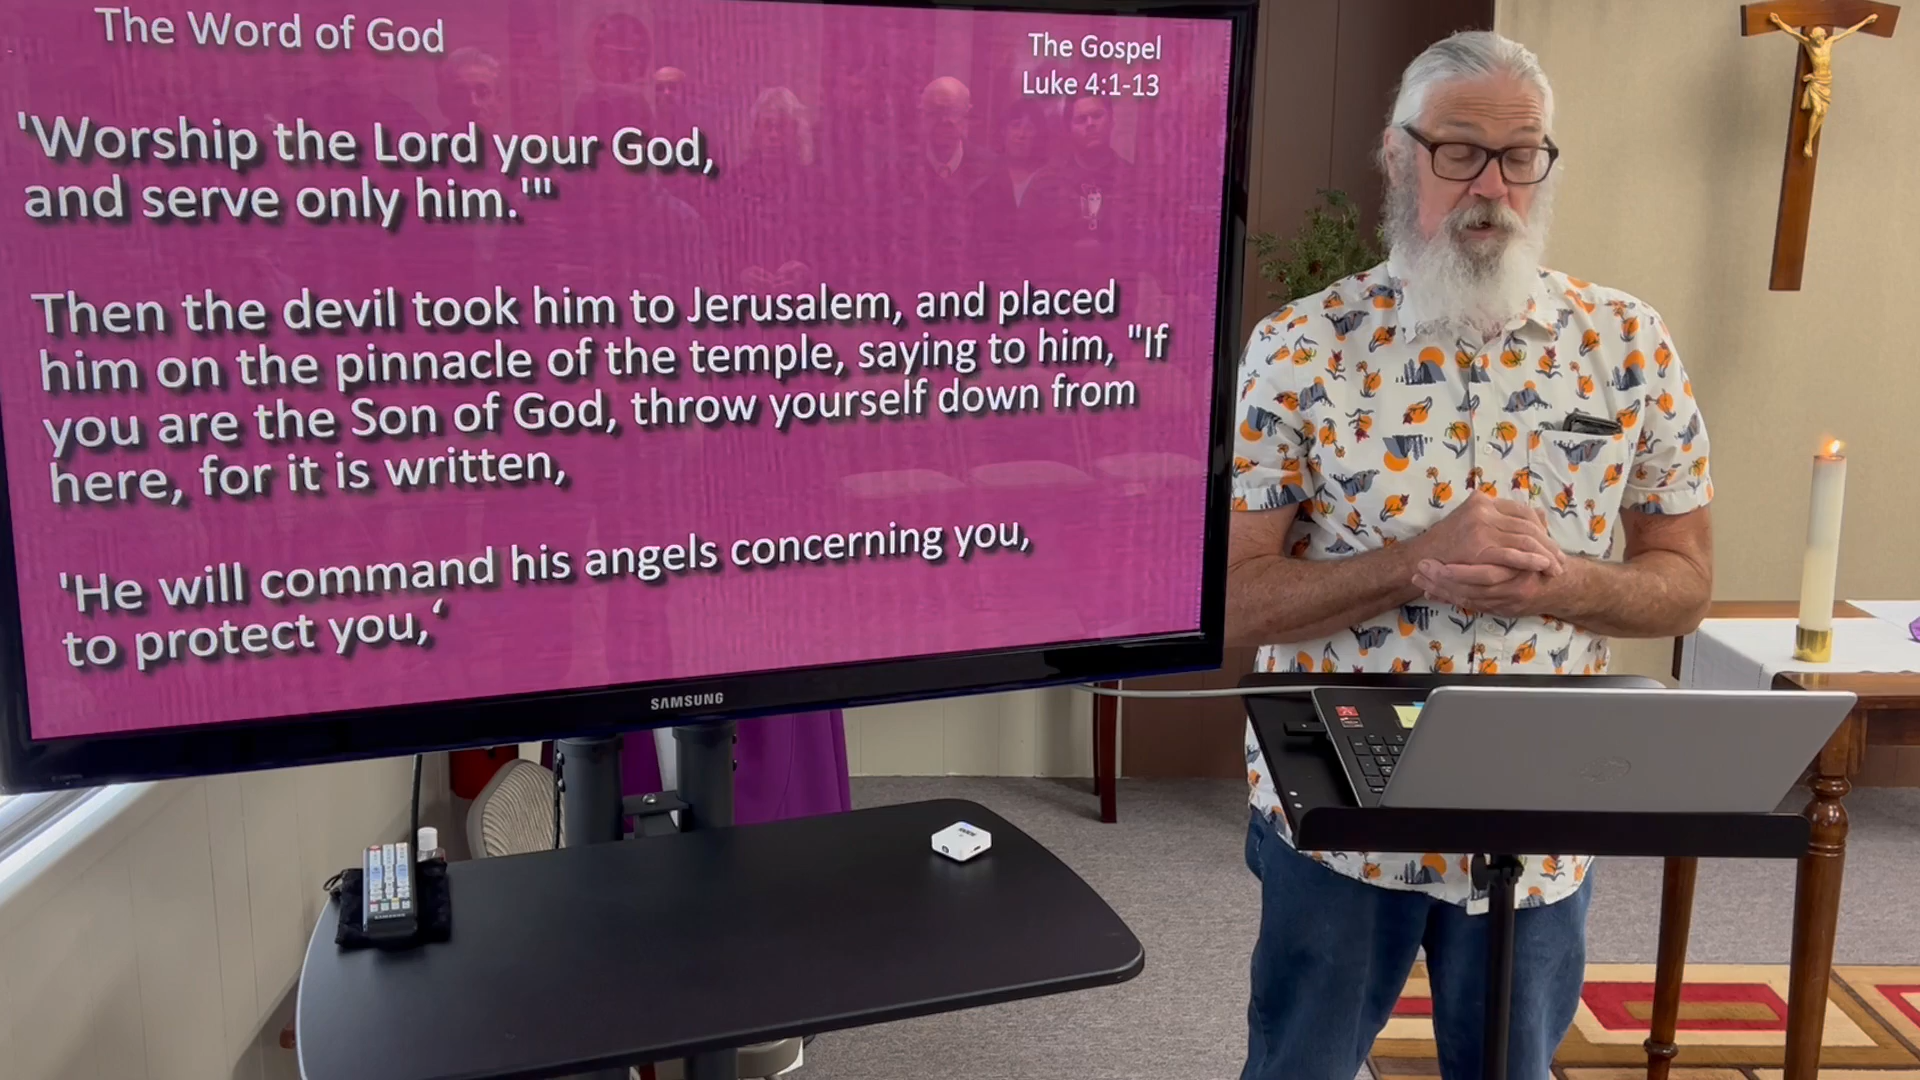 The Word of God
The Gospel
Luke 4:1-13
'Worship the Lord your God,
and serve only him.'"
Then the devil took him to Jerusalem, and placed
him on the pinnacle of the temple, saying to him, "If
you are the Son of God, throw yourself down from
here, for it is written,
'He will command his angels concerning you,
to protect you,‘
SAMSUNG